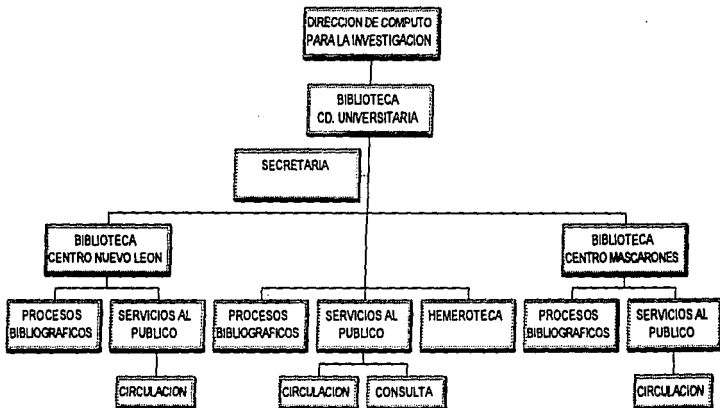 DIRECCION DE COMPUTO
PARA LA INVESTIGACION
BIBLIOTECA
CD. UNIVERSITARIA
SECRETARIA
BIBLIOTECA
CENTRO NUEVO LEON
BIBLIOTECA
CENTRO MASCARONES
PROCESOS
BIBLIOGRAFICOS
SERVICIOS AL
PUBLICO
PROCESOS
BIBLIOGRAFICOS
SERVICIOS AL
PUBLICO
HEMEROTECA
PROCESOS
BIBLIOGRAFICOS
SERVICIOS AL
PUBLICO
CIRCULACION
CIRCULACION
CONSULTA
CIRCULACION